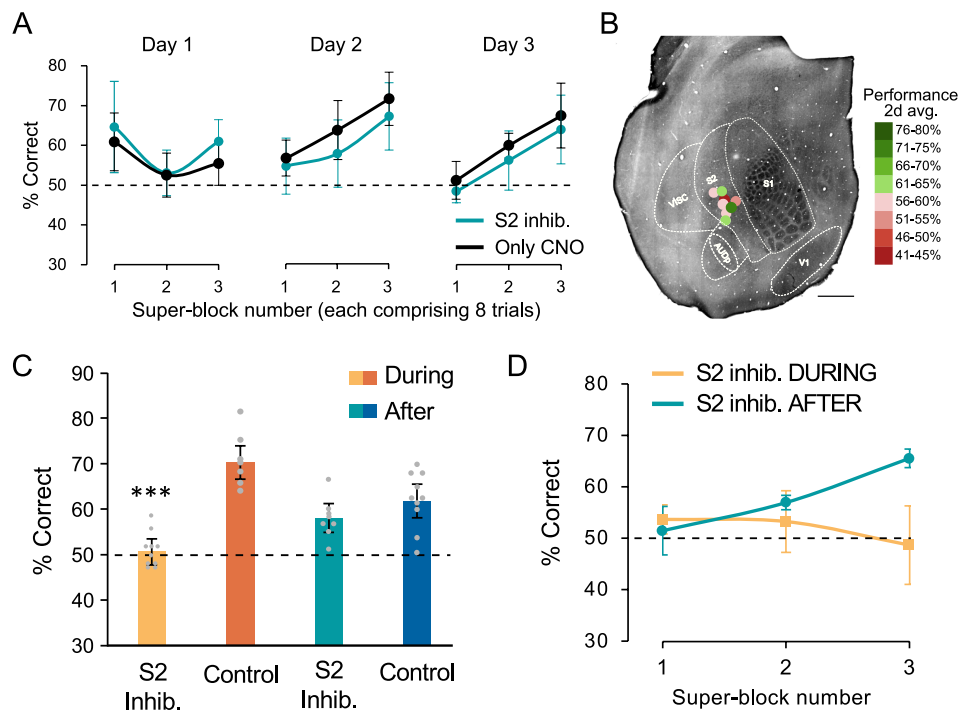 A
Day 1
Day 2
Day 3
% Correct
70
60
50
40
30
S2 inhib.
Only CNO
1 2 3
1 2 3
1 2 3
Super-block number (each comprising 8 trials)
B
Visc
S2
S1
AUDp
V1
Performance
2d avg.
76-80%
71-75%
66-70%
61-65%
56-60%
51-55%
46-50%
41-45%
C
% Correct
90
80
70
60
50
40
30
During
After
***
S2 Control S2 Control
Inhib. Inhib.
D
S2 inhib. DURING
S2 inhib. AFTER
% Correct
80
70
60
50
40
30
1 2 3
Super-block number